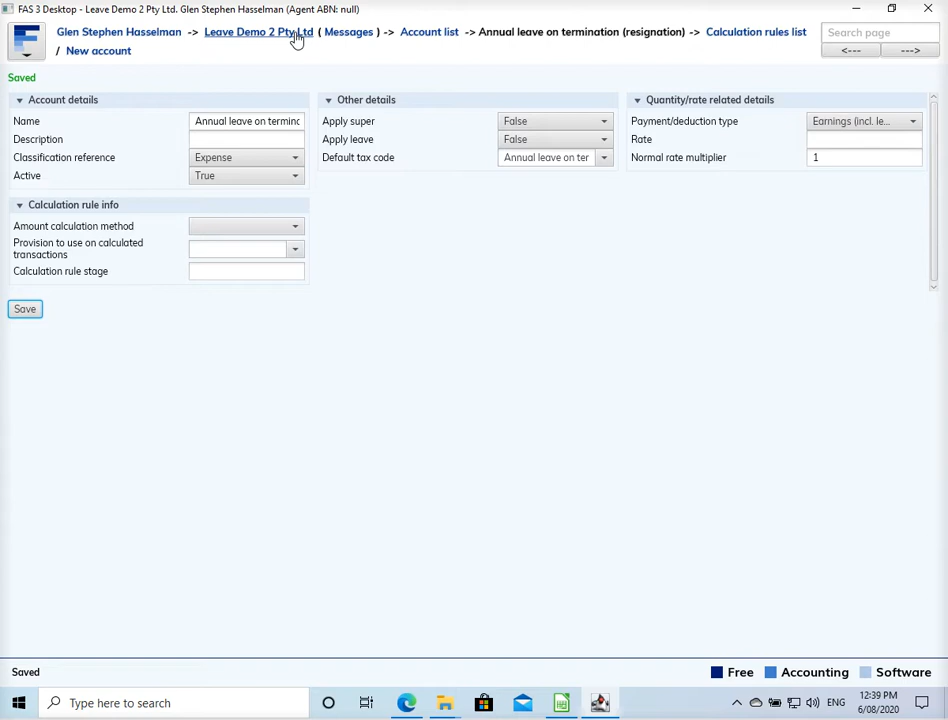 FAS 3 Desktop - Leave Demo 2 Pty Ltd. Glen Stephen Hasselman (Agent ABN: null)
Glen Stephen Hasselman -> Leave Demo 2 Pty Ltd ( Messages ) -> Account list -> Annual leave on termination (resignation) -> Calculation rules list
/ New account
Search page
<--- --->
Saved
Account details
Name Annual leave on terminc
Description
Classification reference Expense
Active True
Calculation rule info
Amount calculation method
Provision to use on calculated
transactions
Calculation rule stage
Other details
Apply super False
Apply leave False
Default tax code Annual leave on ter
Quantity/rate related details
Payment/deduction type Earnings (incl. le...
Rate
Normal rate multiplier 1
Save
Saved
Free Accounting Software
Type here to search
ENG
12:39 PM
6/08/2020